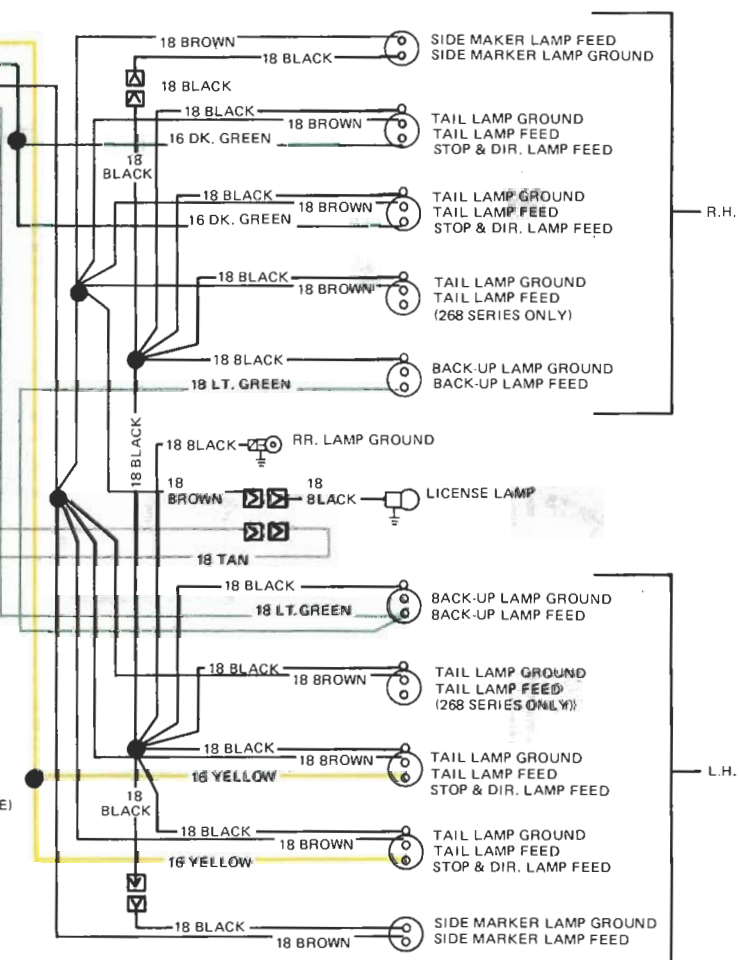 18 BROWN
SIDE MAKER LAMP FEED
18 BLACK
SIDE MARKER LAMP GROUND
18 BLACK
18 BLACK
TAIL LAMP GROUND
18 BROWN
TAIL LAMP FEED
16 DK. GREEN
STOP & DIR. LAMP FEED
18
BLACK
18 BLACK
TAIL LAMP GROUND
18 BROWN
TAIL LAMP FEED
R.H.
16 DK. GREEN
STOP & DIR. LAMP FEED
18 BLACK
TAIL LAMP GROUND
18 BROWN
TAIL LAMP FEED
(268 SERIES ONLY)
18 BLACK
BACK-UP LAMP GROUND
18 LT. GREEN
BACK-UP LAMP FEED
18 BLACK
18 BLACK
RR. LAMP GROUND
18
BROWN
18
BLACK
LICENSE LAMP
18 TAN
18 BLACK
BACK-UP LAMP GROUND
18 LT. GREEN
BACK-UP LAMP FEED
18 BLACK
TAIL LAMP GROUND
18 BROWN
TAIL LAMP FEED
(268 SERIES ONLY)
18 BLACK
TAIL LAMP GROUND
18 BROWN
TAIL LAMP FEED
L.H.
16 YELLOW
STOP & DIR. LAMP FEED
18
BLACK
E)
18 BLACK
TAIL LAMP GROUND
18 BROWN
TAIL LAMP FEED
16 YELLOW
STOP & DIR. LAMP FEED
18 BLACK
SIDE MARKER LAMP GROUND
18 BROWN
SIDE MARKER LAMP FEED